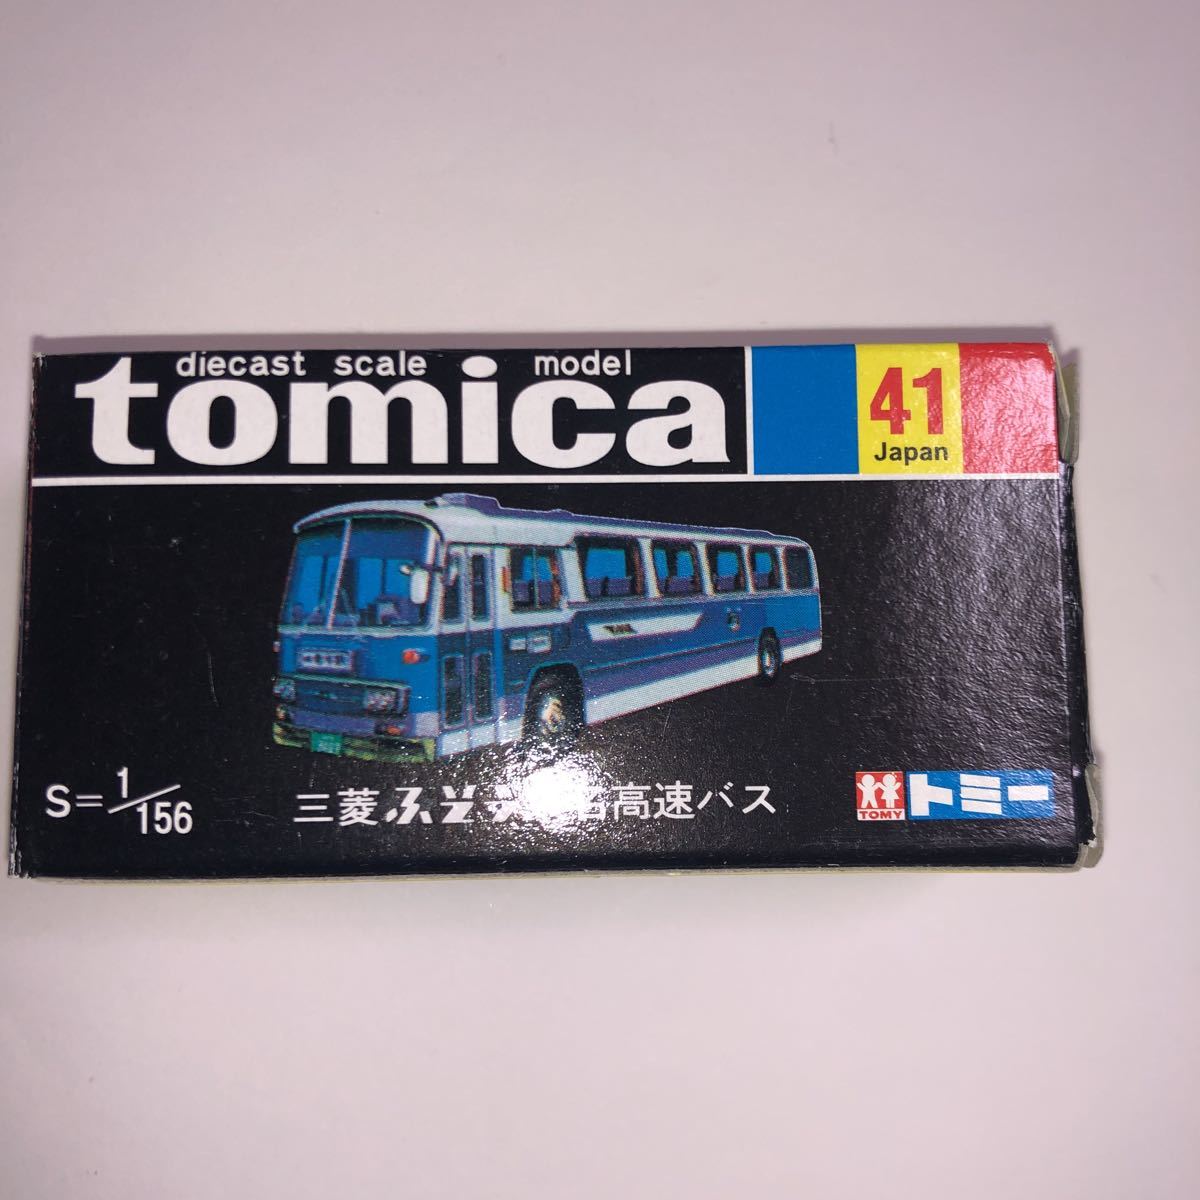 diecast scale model
tomica
41
Japan
S=1/156
三菱ふそう 名高速バス
TOMY
トミー